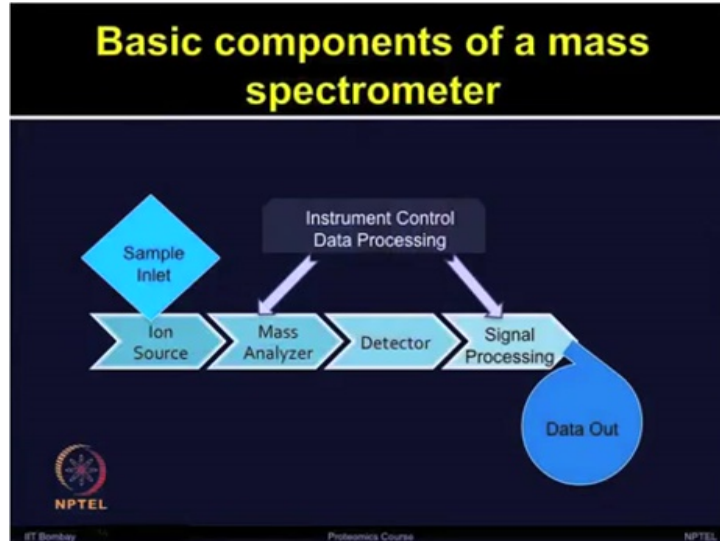 Basic components of a mass
spectrometer
Instrument Control
Data Processing
Sample
Inlet
Ion
Source
Mass
Analyzer
Detector
Signal
Processing
Data Out
NPTEL
IIT Bombay
Proteomics Course
NPTEL